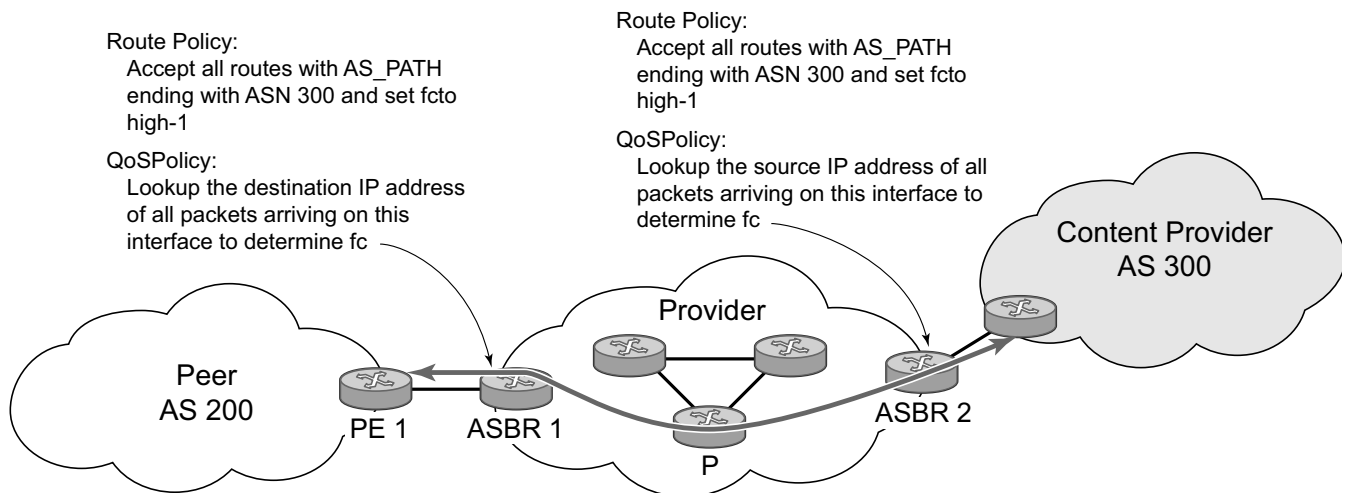 Route Policy:
Accept all routes with AS_PATH
ending with ASN 300 and set fcto
high-1
QoSPolicy:
Lookup the destination IP address
of all packets arriving on this
interface to determine fc
Route Policy:
Accept all routes with AS_PATH
ending with ASN 300 and set fcto
high-1
QoSPolicy:
Lookup the source IP address of all
packets arriving on this interface to
determine fc
Content Provider
AS 300
Provider
Peer
AS 200
PE 1
ASBR 1
P
ASBR 2